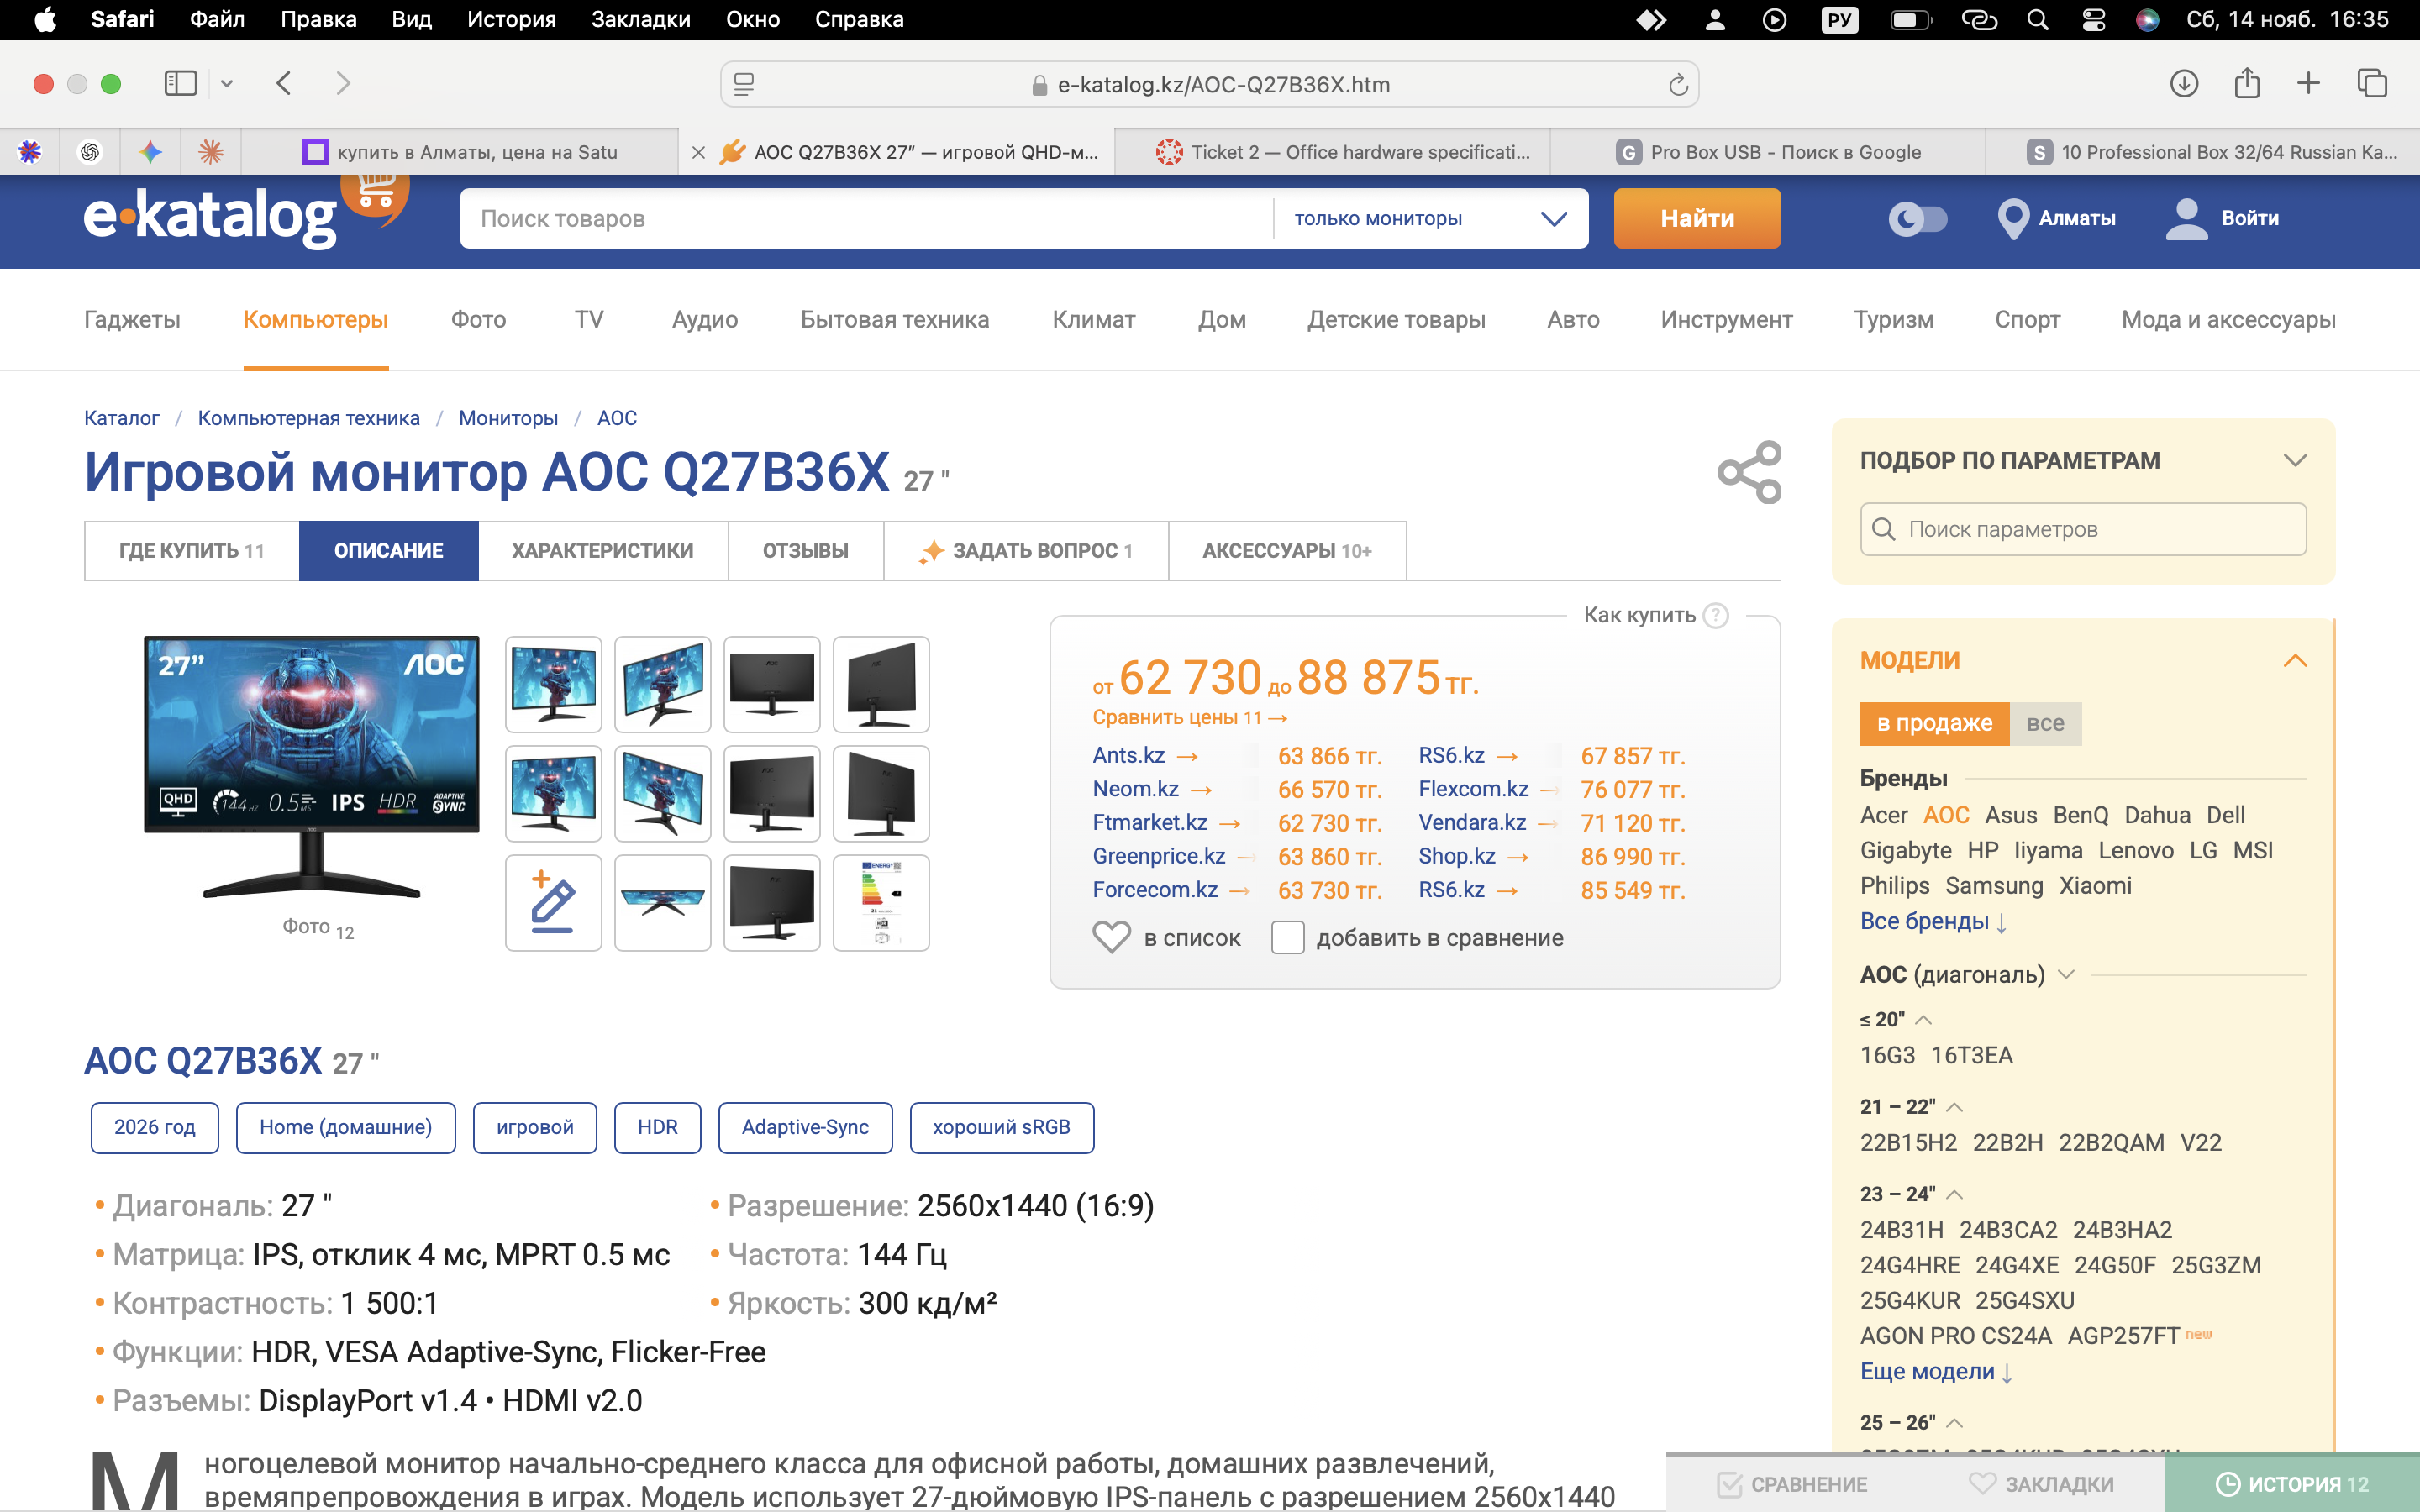 Safari Файл Правка Вид История Закладки Окно Справка РУ Сб, 14 нояб. 16:35
e-katalog.kz/AOC-Q27B36X.htm
купить в Алматы, цена на Satu
AOC Q27B36X 27″ — игровой QHD-м...
Ticket 2 — Office hardware specificati...
G Pro Box USB - Поиск в Google
S 10 Professional Box 32/64 Russian Ka...
e-katalog
Поиск товаров
только мониторы
Найти
Алматы
Войти
Гаджеты Компьютеры Фото TV Аудио Бытовая техника Климат Дом Детские товары Авто Инструмент Туризм Спорт Мода и аксессуары
Каталог / Компьютерная техника / Мониторы / AOC
Игровой монитор AOC Q27B36X 27 "
ГДЕ КУПИТЬ 11
ОПИСАНИЕ
ХАРАКТЕРИСТИКИ
ОТЗЫВЫ
ЗАДАТЬ ВОПРОС 1
АКСЕССУАРЫ 10+
27”
AOC
QHD 144 HZ 0.5 MS IPS HDR ADAPTIVE SYNC
Фото 12
Как купить ?
от 62 730 до 88 875 тг.
Сравнить цены 11 →
Ants.kz → 63 866 тг. RS6.kz → 67 857 тг.
Neom.kz → 66 570 тг. Flexcom.kz → 76 077 тг.
Ftmarket.kz → 62 730 тг. Vendara.kz → 71 120 тг.
Greenprice.kz → 63 860 тг. Shop.kz → 86 990 тг.
Forcecom.kz → 63 730 тг. RS6.kz → 85 549 тг.
в список
добавить в сравнение
AOC Q27B36X 27 "
2026 год
Home (домашние)
игровой
HDR
Adaptive-Sync
хороший sRGB
• Диагональ: 27 "
• Разрешение: 2560x1440 (16:9)
• Матрица: IPS, отклик 4 мс, MPRT 0.5 мс
• Частота: 144 Гц
• Контрастность: 1 500:1
• Яркость: 300 кд/м²
• Функции: HDR, VESA Adaptive-Sync, Flicker-Free
• Разъемы: DisplayPort v1.4 • HDMI v2.0
Многоцелевой монитор начально-среднего класса для офисной работы, домашних развлечений,
времяпрепровождения в играх. Модель использует 27-дюймовую IPS-панель с разрешением 2560x1440
ПОДБОР ПО ПАРАМЕТРАМ
Поиск параметров
МОДЕЛИ
в продаже
все
Бренды
Acer AOC Asus BenQ Dahua Dell
Gigabyte HP Iiyama Lenovo LG MSI
Philips Samsung Xiaomi
Все бренды ↓
AOC (диагональ)
≤ 20"
16G3 16T3EA
21 – 22"
22B15H2 22B2H 22B2QAM V22
23 – 24"
24B31H 24B3CA2 24B3HA2
24G4HRE 24G4XE 24G50F 25G3ZM
25G4KUR 25G4SXU
AGON PRO CS24A AGP257FT new
Еще модели ↓
25 – 26"
СРАВНЕНИЕ
ЗАКЛАДКИ
ИСТОРИЯ 12